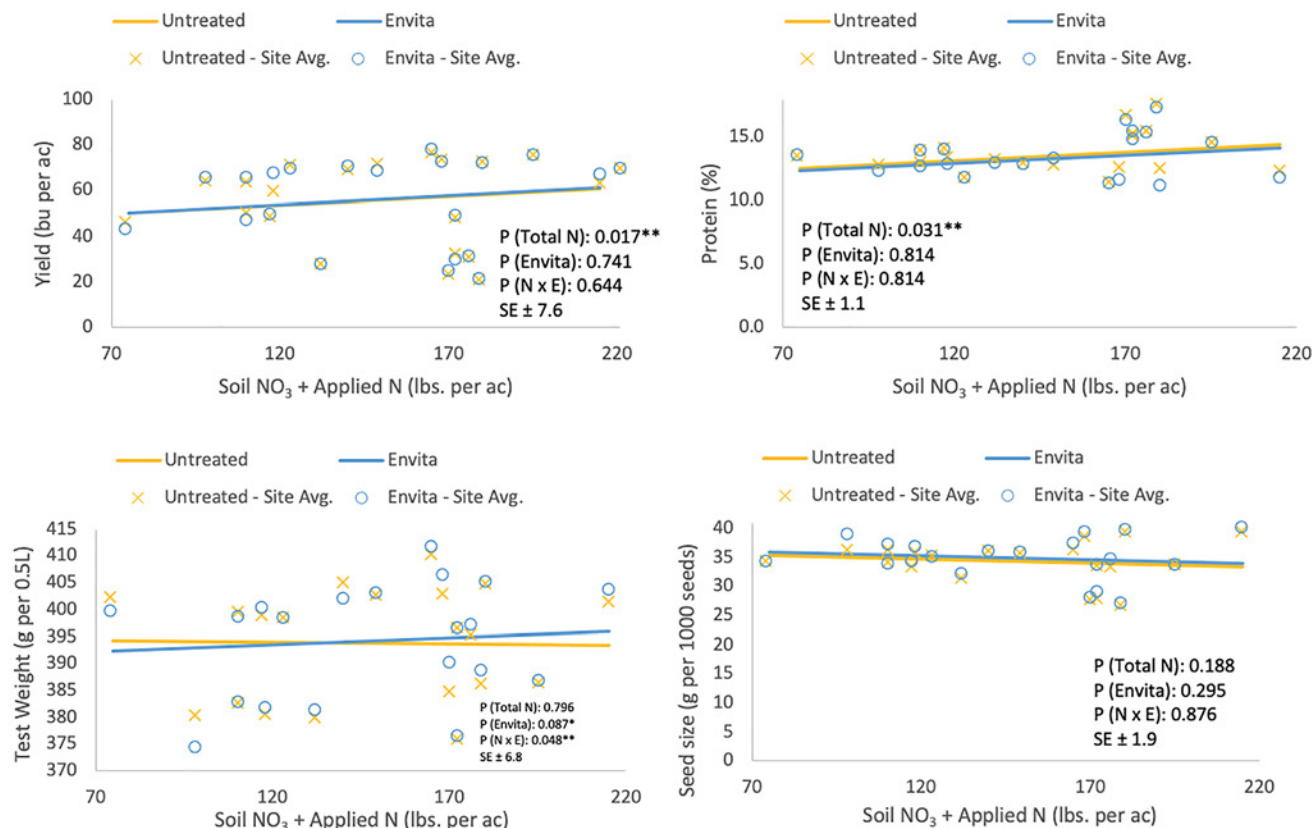 Untreated
Envita
Untreated - Site Avg.
Envita - Site Avg.
100
80
60
40
20
0
Yield (bu per ac)
P (Total N): 0.017**
P (Envita): 0.741
P (N x E): 0.644
SE ± 7.6
70
120
170
220
Soil NO₃ + Applied N (lbs. per ac)
Untreated
Envita
Untreated - Site Avg.
Envita - Site Avg.
15.0
10.0
5.0
0.0
Protein (%)
P (Total N): 0.031**
P (Envita): 0.814
P (N x E): 0.814
SE ± 1.1
70
120
170
220
Soil NO₃ + Applied N (lbs. per ac)
Untreated
Envita
Untreated - Site Avg.
Envita - Site Avg.
415
410
405
400
395
390
385
380
375
370
Test Weight (g per 0.5L)
P (Total N): 0.796
P (Envita): 0.087*
P (N x E): 0.048**
SE ± 6.8
70
120
170
220
Soil NO₃ + Applied N (lbs. per ac)
Untreated
Envita
Untreated - Site Avg.
Envita - Site Avg.
40
35
30
25
20
15
10
5
0
Seed size (g per 1000 seeds)
P (Total N): 0.188
P (Envita): 0.295
P (N x E): 0.876
SE ± 1.9
70
120
170
220
Soil NO₃ + Applied N (lbs. per ac)